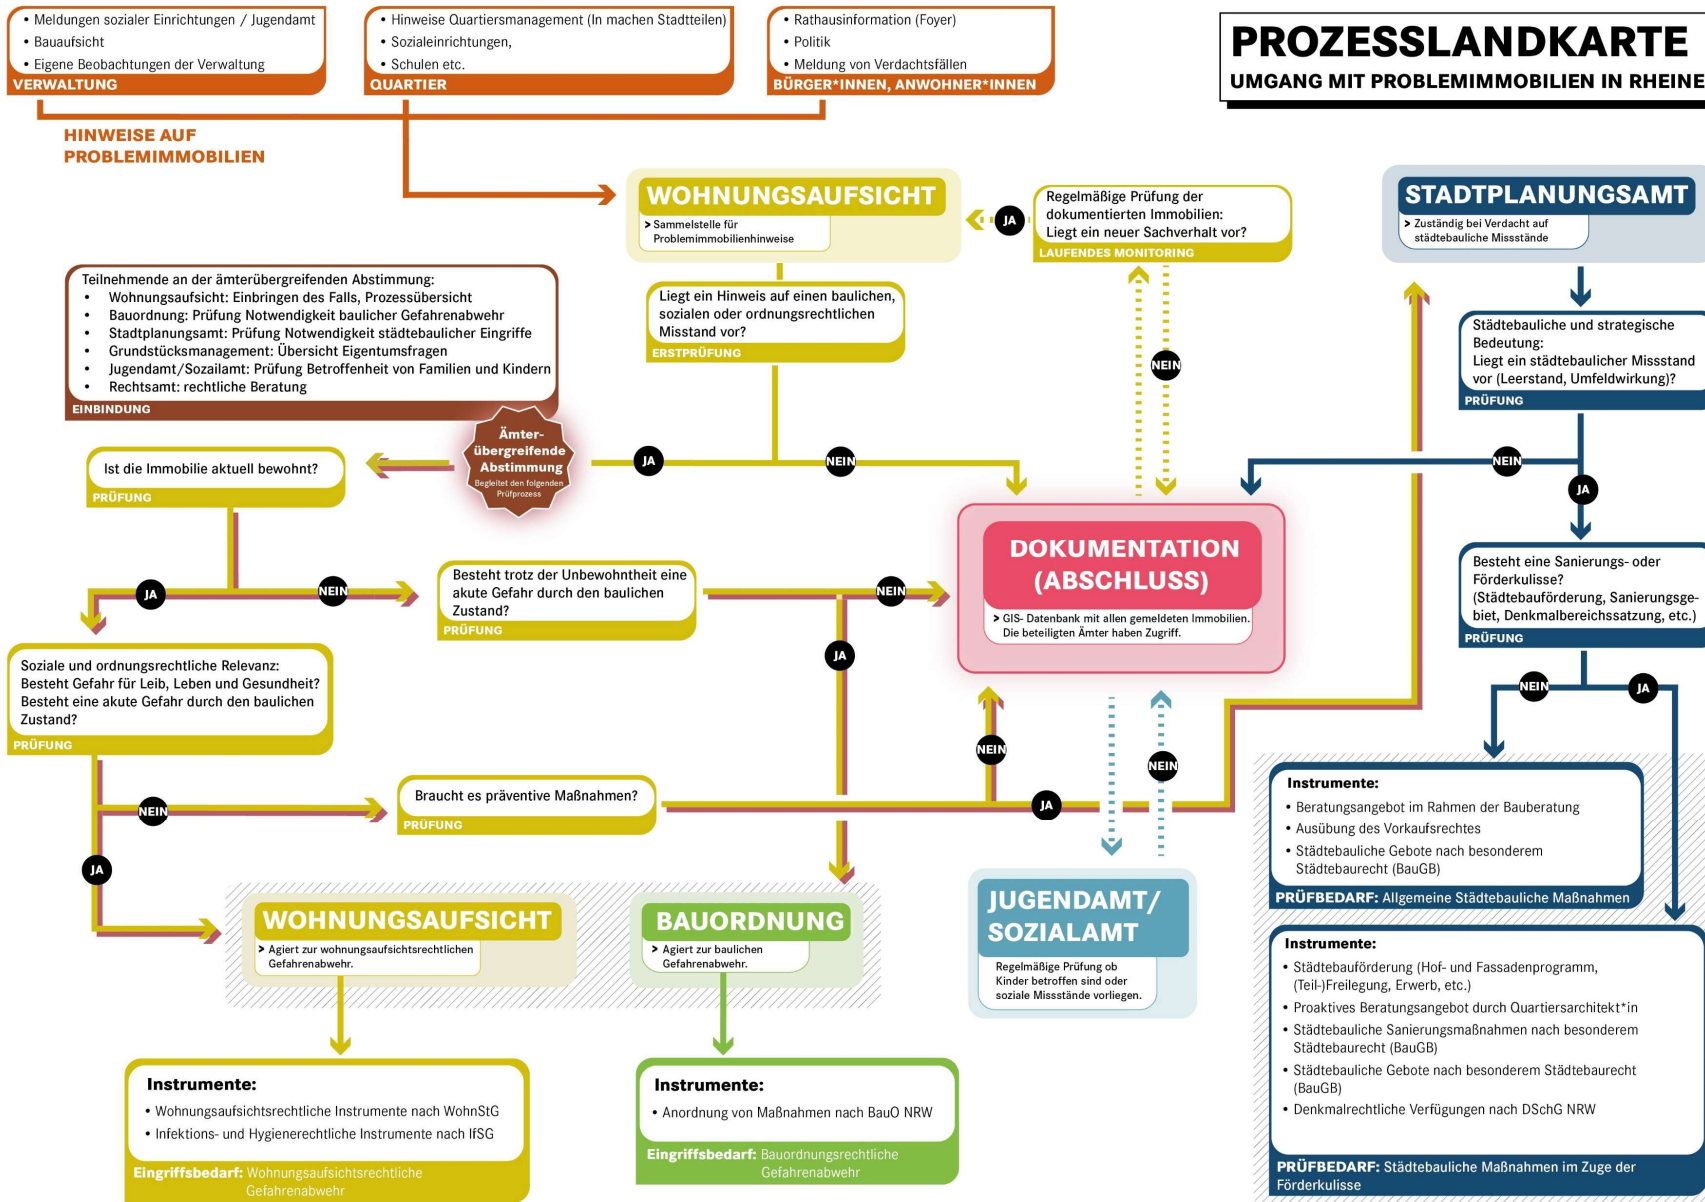 • Meldungen sozialer Einrichtungen / Jugendamt
• Bauaufsicht
• Eigene Beobachtungen der Verwaltung
VERWALTUNG
• Hinweise Quartiersmanagement (In machen Stadtteilen)
• Sozialeinrichtungen,
• Schulen etc.
QUARTIER
• Rathausinformation (Foyer)
• Politik
• Meldung von Verdachtsfällen
BÜRGER*INNEN, ANWOHNER*INNEN
PROZESSLANDKARTE
UMGANG MIT PROBLEMIMMOBILIEN IN RHEINE
HINWEISE AUF
PROBLEMIMMOBILIEN
WOHNUNGSAUFSICHT
> Sammelstelle für
Problemimmobilienhinweise
JA
Regelmäßige Prüfung der
dokumentierten Immobilien:
Liegt ein neuer Sachverhalt vor?
LAUFENDES MONITORING
STADTPLANUNGSAMT
> Zuständig bei Verdacht auf
städtebauliche Missstände
Teilnehmende an der ämterübergreifenden Abstimmung:
• Wohnungsaufsicht: Einbringen des Falls, Prozessübersicht
• Bauordnung: Prüfung Notwendigkeit baulicher Gefahrenabwehr
• Stadtplanungsamt: Prüfung Notwendigkeit städtebaulicher Eingriffe
• Grundstücksmanagement: Übersicht Eigentumsfragen
• Jugendamt/Sozailamt: Prüfung Betroffenheit von Familien und Kindern
• Rechtsamt: rechtliche Beratung
EINBINDUNG
Liegt ein Hinweis auf einen baulichen,
sozialen oder ordnungsrechtlichen
Misstand vor?
ERSTPRÜFUNG
NEIN
Städtebauliche und strategische
Bedeutung:
Liegt ein städtebaulicher Missstand
vor (Leerstand, Umfeldwirkung)?
PRÜFUNG
Ämter-
übergreifende
Abstimmung
Begleitet den folgenden
Prüfprozess
Ist die Immobilie aktuell bewohnt?
PRÜFUNG
JA
NEIN
NEIN
JA
DOKUMENTATION
(ABSCHLUSS)
> GIS- Datenbank mit allen gemeldeten Immobilien.
Die beteiligten Ämter haben Zugriff.
JA
NEIN
Besteht trotz der Unbewohntheit eine
akute Gefahr durch den baulichen
Zustand?
PRÜFUNG
NEIN
JA
Besteht eine Sanierungs- oder
Förderkulisse?
(Städtebauförderung, Sanierungsge-
biet, Denkmalbereichssatzung, etc.)
PRÜFUNG
Soziale und ordnungsrechtliche Relevanz:
Besteht Gefahr für Leib, Leben und Gesundheit?
Besteht eine akute Gefahr durch den baulichen
Zustand?
PRÜFUNG
NEIN
JA
NEIN
NEIN
NEIN
Braucht es präventive Maßnahmen?
PRÜFUNG
JA
JA
Instrumente:
• Beratungsangebot im Rahmen der Bauberatung
• Ausübung des Vorkaufsrechtes
• Städtebauliche Gebote nach besonderem
Städtebaurecht (BauGB)
PRÜFBEDARF: Allgemeine Städtebauliche Maßnahmen
WOHNUNGSAUFSICHT
> Agiert zur wohnungsaufsichtsrechtlichen
Gefahrenabwehr.
BAUORDNUNG
> Agiert zur baulichen
Gefahrenabwehr.
JUGENDAMT/
SOZIALAMT
Regelmäßige Prüfung ob
Kinder betroffen sind oder
soziale Missstände vorliegen.
Instrumente:
• Städtebauförderung (Hof- und Fassadenprogramm,
(Teil-)Freilegung, Erwerb, etc.)
• Proaktives Beratungsangebot durch Quartiersarchitekt*in
• Städtebauliche Sanierungsmaßnahmen nach besonderem
Städtebaurecht (BauGB)
• Städtebauliche Gebote nach besonderem Städtebaurecht
(BauGB)
• Denkmalrechtliche Verfügungen nach DSchG NRW
PRÜFBEDARF: Städtebauliche Maßnahmen im Zuge der
Förderkulisse
Instrumente:
• Wohnungsaufsichtsrechtliche Instrumente nach WohnStG
• Infektions- und Hygienerechtliche Instrumente nach IfSG
Eingriffsbedarf: Wohnungsaufsichtsrechtliche
Gefahrenabwehr
Instrumente:
• Anordnung von Maßnahmen nach BauO NRW
Eingriffsbedarf: Bauordnungsrechtliche
Gefahrenabwehr